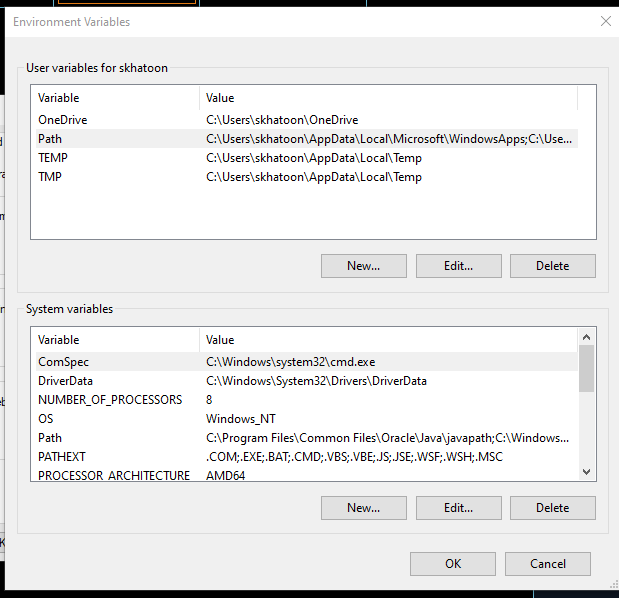 Environment Variables
User variables for skhatoon
Variable Value
OneDrive C:\Users\skhatoon\OneDrive
Path C:\Users\skhatoon\AppData\Local\Microsoft\WindowsApps;C:\Use...
TEMP C:\Users\skhatoon\AppData\Local\Temp
TMP C:\Users\skhatoon\AppData\Local\Temp
New... Edit... Delete
System variables
Variable Value
ComSpec C:\Windows\system32\cmd.exe
DriverData C:\Windows\System32\Drivers\DriverData
NUMBER_OF_PROCESSORS 8
OS Windows_NT
Path C:\Program Files\Common Files\Oracle\Java\javapath;C:\Windows...
PATHEXT .COM;.EXE;.BAT;.CMD;.VBS;.VBE;.JS;.JSE;.WSF;.WSH;.MSC
PROCESSOR_ARCHITECTURE AMD64
New... Edit... Delete
OK Cancel